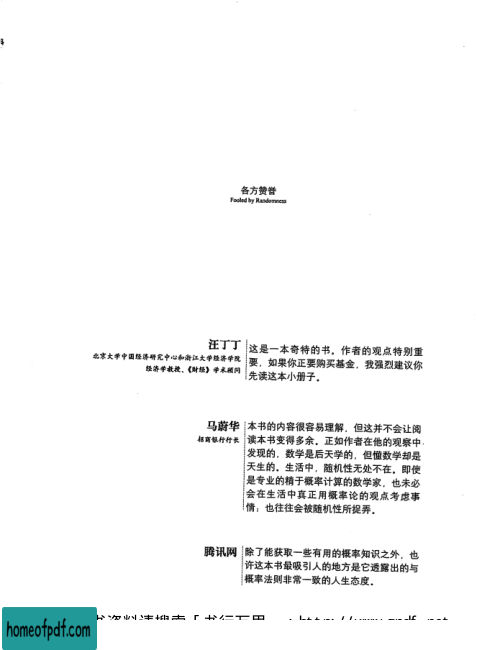 各方赞誉
Fooled by Randomness
汪丁丁
北京大学中国经济研究中心和浙江大学经济学院
经济学教授、《财经》学术顾问
这是一本奇特的书。作者的观点特别重
要，如果你正要购买基金，我强烈建议你
先读这本小册子。
马蔚华
招商银行行长
本书的内容很容易理解，但这并不会让阅
读本书变得多余。正如作者在他的观察中
发现的，数学是后天学的，但懂数学却是
天生的。生活中，随机性无处不在。即使
是专业的精于概率计算的数学家，也未必
会在生活中真正用概率论的观点考虑事
情；也往往会被随机性所捉弄。
腾讯网
除了能获取一些有用的概率知识之外，也
许这本书最吸引人的地方是它透露出的与
概率法则非常一致的人生态度。
homeofpdf.com